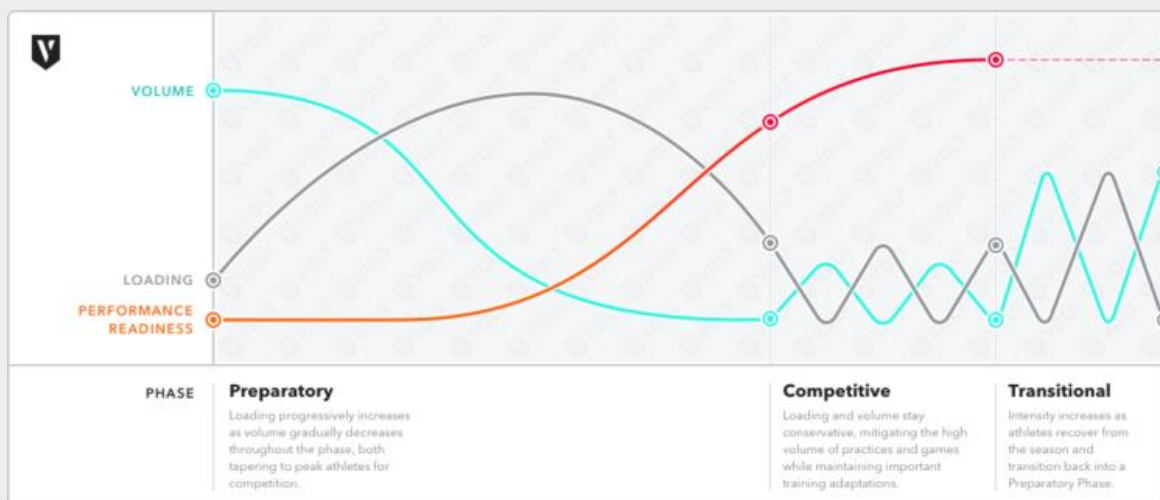 VOLUME
LOADING
PERFORMANCE
READINESS
PHASE
Preparatory
Loading progressively increases
as volume gradually decreases
throughout the phase, both
tapering to peak athletes for
competition.
Competitive
Loading and volume stay
conservative, mitigating the high
volume of practices and games
while maintaining important
training adaptations.
Transitional
Intensity increases as
athletes recover from
the season and
transition back into a
Preparatory Phase.